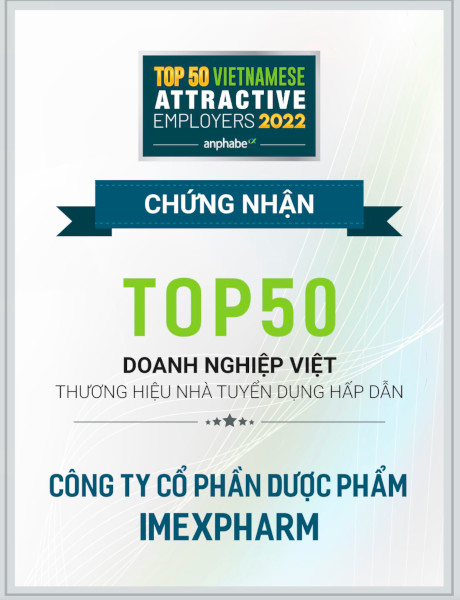 TOP 50 VIETNAMESE
ATTRACTIVE
EMPLOYERS 2022
anphabe
CHỨNG NHẬN
TOP50
DOANH NGHIỆP VIỆT
THƯƠNG HIỆU NHÀ TUYỂN DỤNG HẤP DẪN
CÔNG TY CỔ PHẦN DƯỢC PHẨM
IMEXPHARM